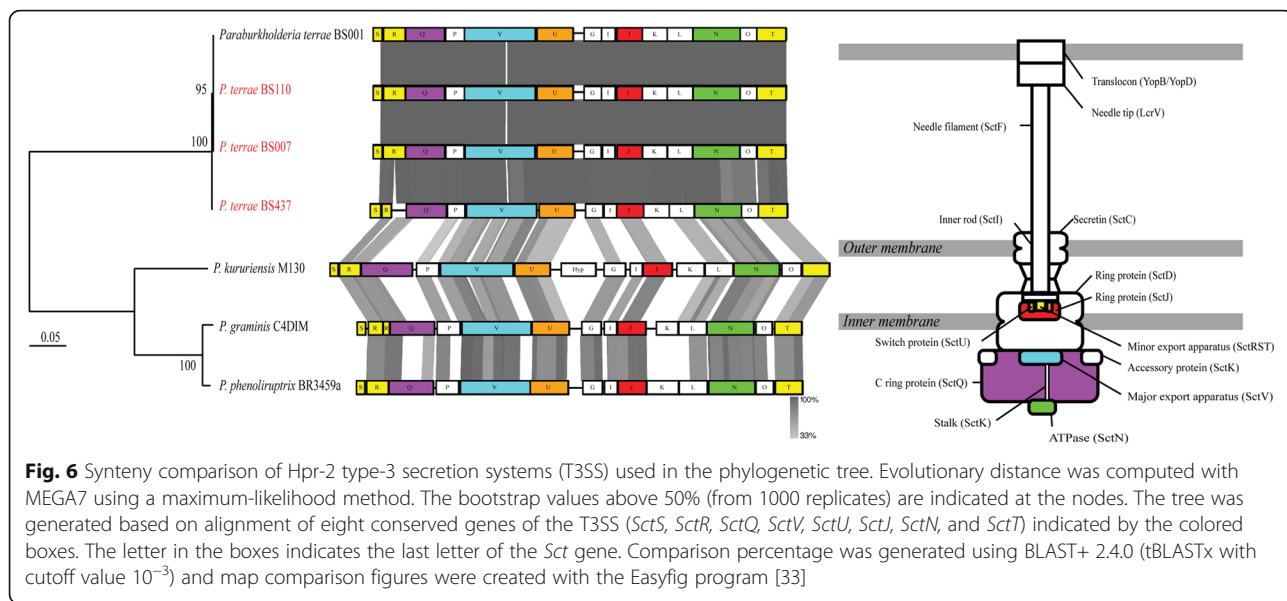 Paraburkholderia terrae BS001
S R Q P V U G I J K L N O T
95
P. terrae BS110
S R Q P V U G I J K L N O T
100
P. terrae BS007
S R Q P V U G I J K L N O T
P. terrae BS437
S R Q P V U G I J K L N O T
P. kururiensis M130
S R Q P V U Hyp G I J K L N O
0.05
P. graminis C4DIM
S R R Q P V U G I J K L N O T
100
P. phenoliruptrix BR3459a
S R Q P V U G I J K L N O T
100%
33%
Translocon (YopB/YopD)
Needle tip (LcrV)
Needle filament (SctF)
Inner rod (SctI)
Secretin (SctC)
Outer membrane
Ring protein (SctD)
Ring protein (SctJ)
Inner membrane
Switch protein (SctU)
Minor export apparatus (SctRST)
Accessory protein (SctK)
C ring protein (SctQ)
Major export apparatus (SctV)
Stalk (SctK)
ATPase (SctN)
Fig. 6 Synteny comparison of Hpr-2 type-3 secretion systems (T3SS) used in the phylogenetic tree. Evolutionary distance was computed with
MEGA7 using a maximum-likelihood method. The bootstrap values above 50% (from 1000 replicates) are indicated at the nodes. The tree was
generated based on alignment of eight conserved genes of the T3SS (SctS, SctR, SctQ, SctV, SctU, SctJ, SctN, and SctT) indicated by the colored
boxes. The letter in the boxes indicates the last letter of the Sct gene. Comparison percentage was generated using BLAST+ 2.4.0 (tBLASTx with
cutoff value 10⁻³) and map comparison figures were created with the Easyfig program [33]